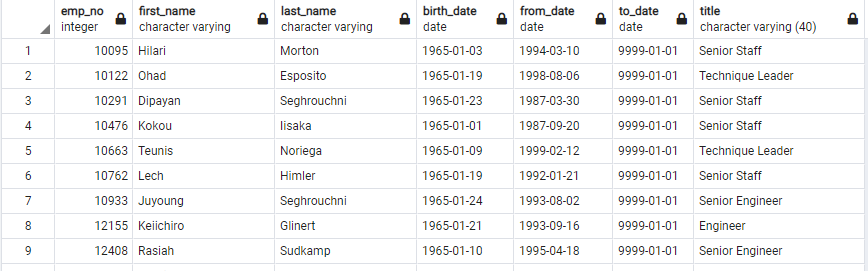 emp_no first_name last_name birth_date from_date to_date title
integer character varying character varying date date date character varying (40)
1 10095 Hilari Morton 1965-01-03 1994-03-10 9999-01-01 Senior Staff
2 10122 Ohad Esposito 1965-01-19 1998-08-06 9999-01-01 Technique Leader
3 10291 Dipayan Seghrouchni 1965-01-23 1987-03-30 9999-01-01 Senior Staff
4 10476 Kokou Iisaka 1965-01-01 1987-09-20 9999-01-01 Senior Staff
5 10663 Teunis Noriega 1965-01-09 1999-02-12 9999-01-01 Technique Leader
6 10762 Lech Himler 1965-01-19 1992-01-21 9999-01-01 Senior Staff
7 10933 Juyoung Seghrouchni 1965-01-24 1993-08-02 9999-01-01 Senior Engineer
8 12155 Keiichiro Glinert 1965-01-21 1993-09-16 9999-01-01 Engineer
9 12408 Rasiah Sudkamp 1965-01-10 1995-04-18 9999-01-01 Senior Engineer